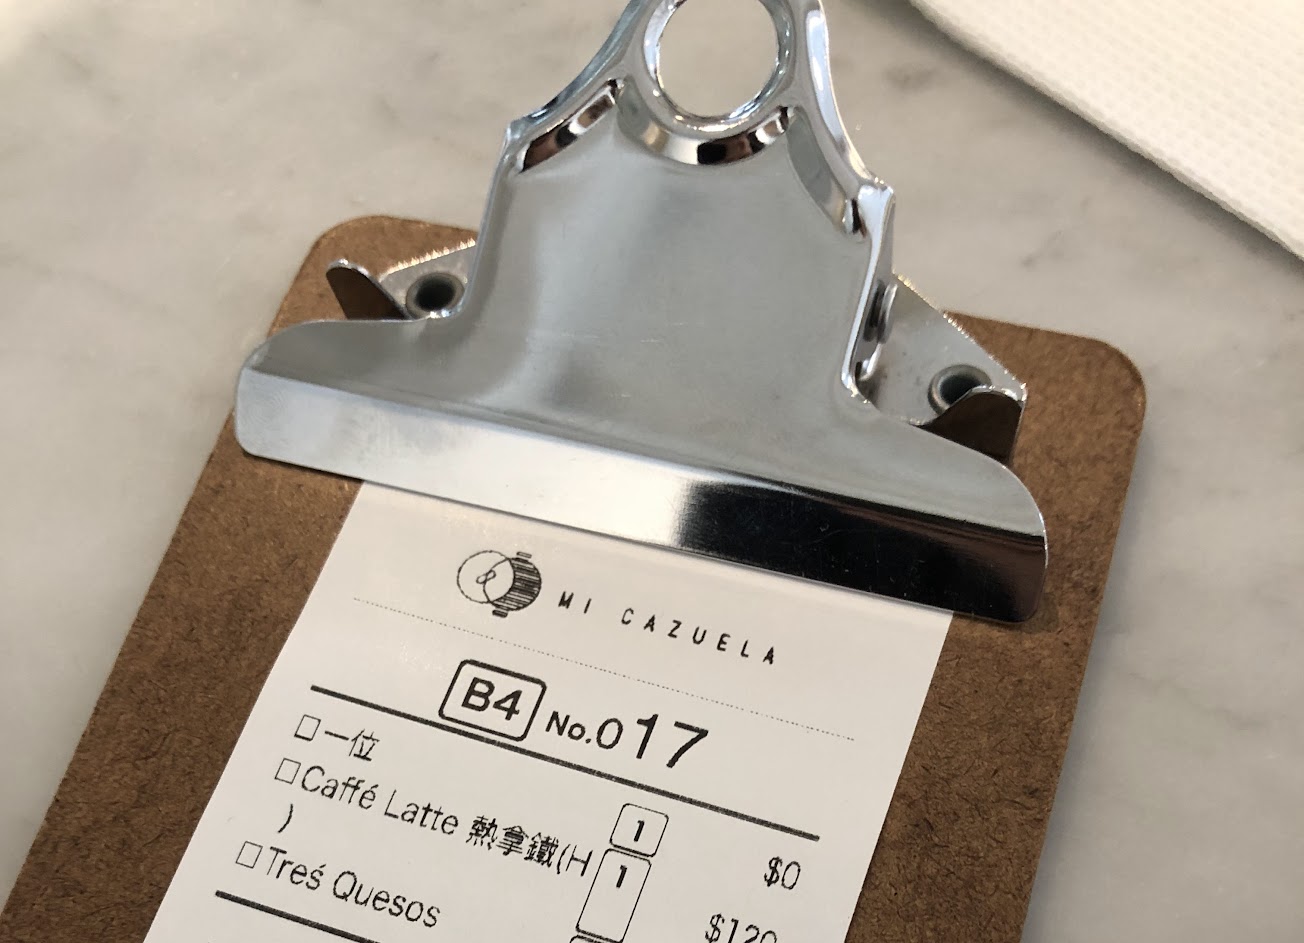 MI CAZUELA
B4 No.017
□一位 1 $0
□Caffé Latte 熱拿鐵(H 1 $120
)
□Treś Quesos